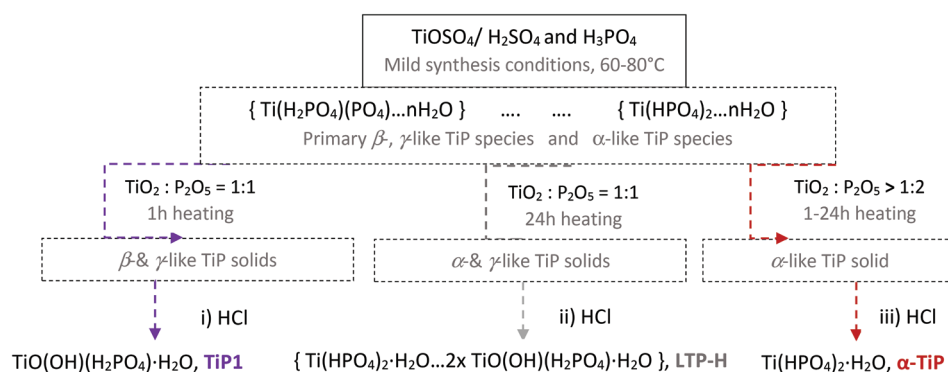 TiOSO₄/ H₂SO₄ and H₃PO₄
Mild synthesis conditions, 60-80°C
{ Ti(H₂PO₄)(PO₄)...nH₂O } .... .... { Ti(HPO₄)₂...nH₂O }
Primary β-, γ-like TiP species and α-like TiP species
TiO₂ : P₂O₅ = 1:1
1h heating
TiO₂ : P₂O₅ = 1:1
24h heating
TiO₂ : P₂O₅ > 1:2
1-24h heating
β-& γ-like TiP solids
α-& γ-like TiP solids
α-like TiP solid
i) HCl
ii) HCl
iii) HCl
TiO(OH)(H₂PO₄)·H₂O, TiP1
{ Ti(HPO₄)₂·H₂O...2x TiO(OH)(H₂PO₄)·H₂O }, LTP-H
Ti(HPO₄)₂·H₂O, α-TiP